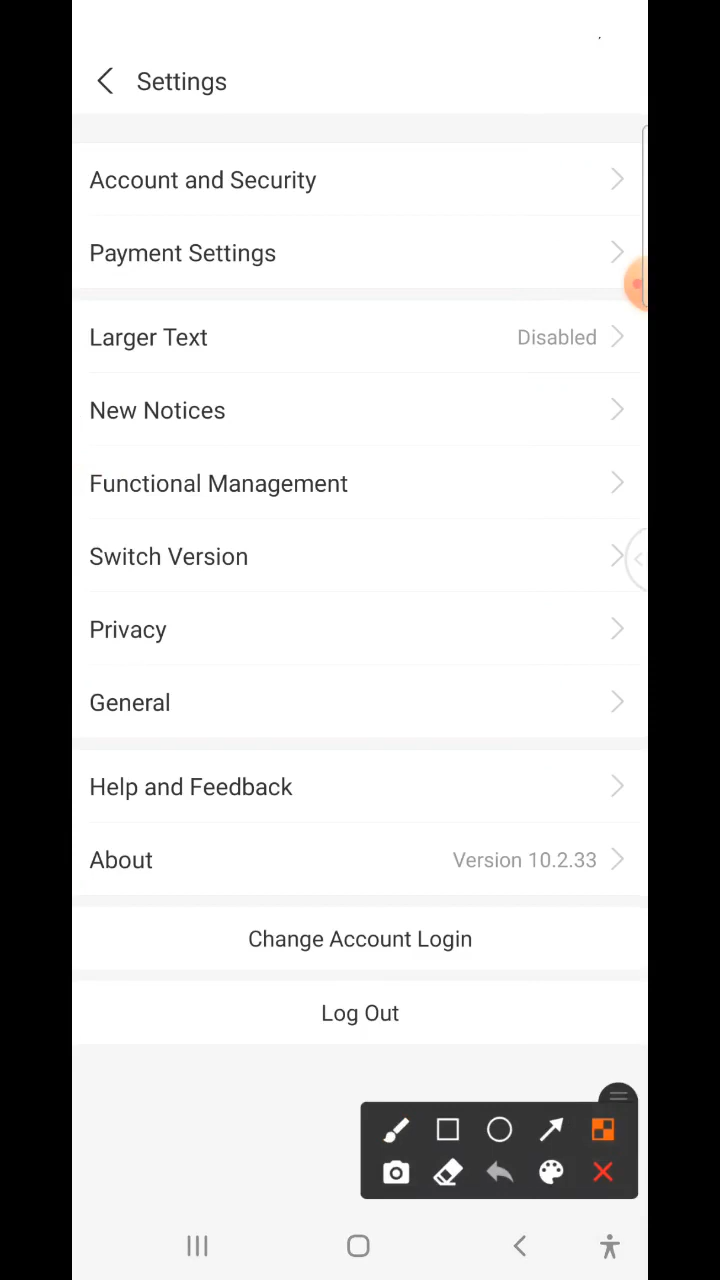 Settings
Account and Security
Payment Settings
Larger Text Disabled
New Notices
Functional Management
Switch Version
Privacy
General
Help and Feedback
About Version 10.2.33
Change Account Login
Log Out